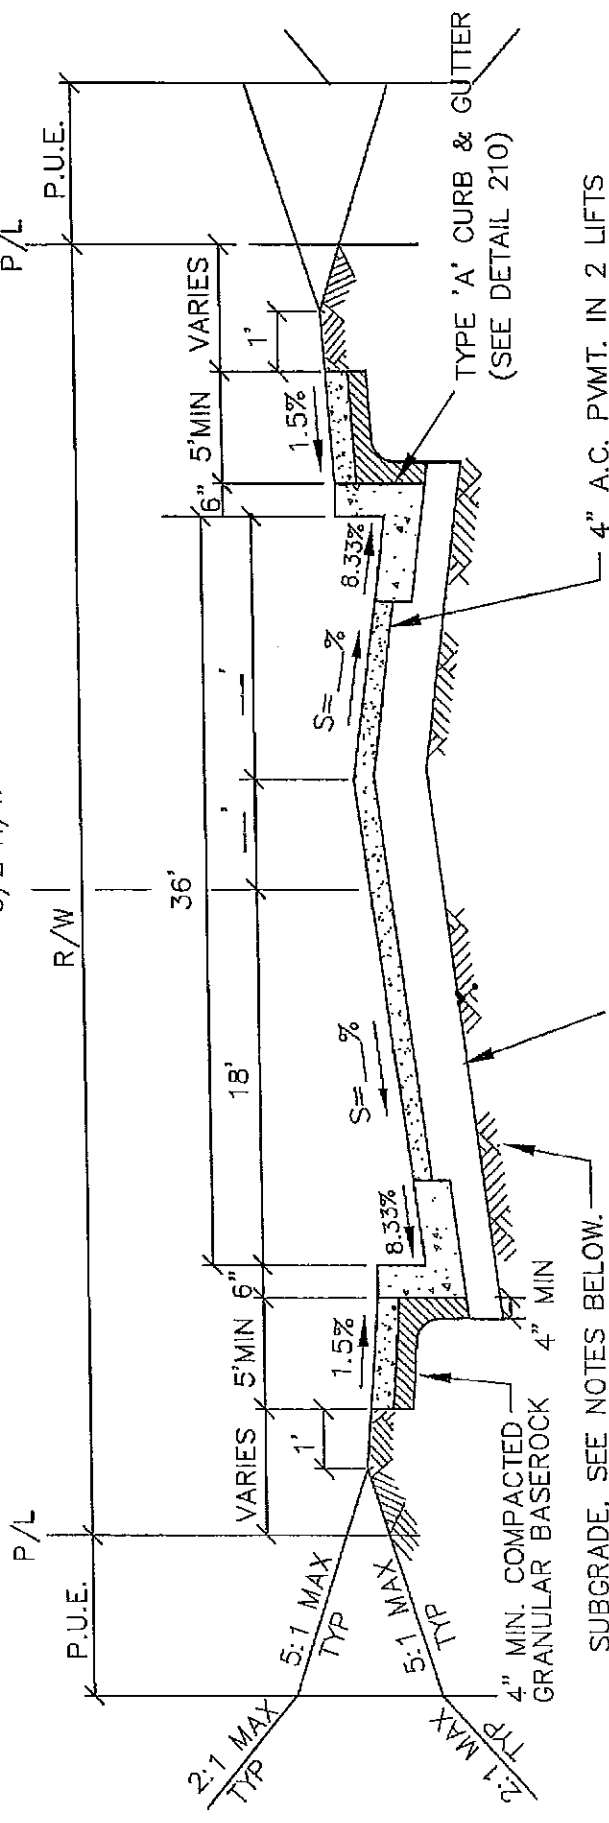 P/L
P/L
P.U.E.
R/W
P.U.E.
VARIES
5'MIN
6"
18'
36'
6"
5'MIN
VARIES
1'
1'
1.5%
1.5%
8.33%
8.33%
S= %
S= %
2:1 MAX
TYP
5:1 MAX
TYP
5:1 MAX
TYP
2:1 MAX
TYP
4" MIN. COMPACTED
GRANULAR BASEROCK
4" MIN
SUBGRADE, SEE NOTES BELOW.
TYPE 'A' CURB & GUTTER
(SEE DETAIL 210)
4" A.C. PVMT. IN 2 LIFTS